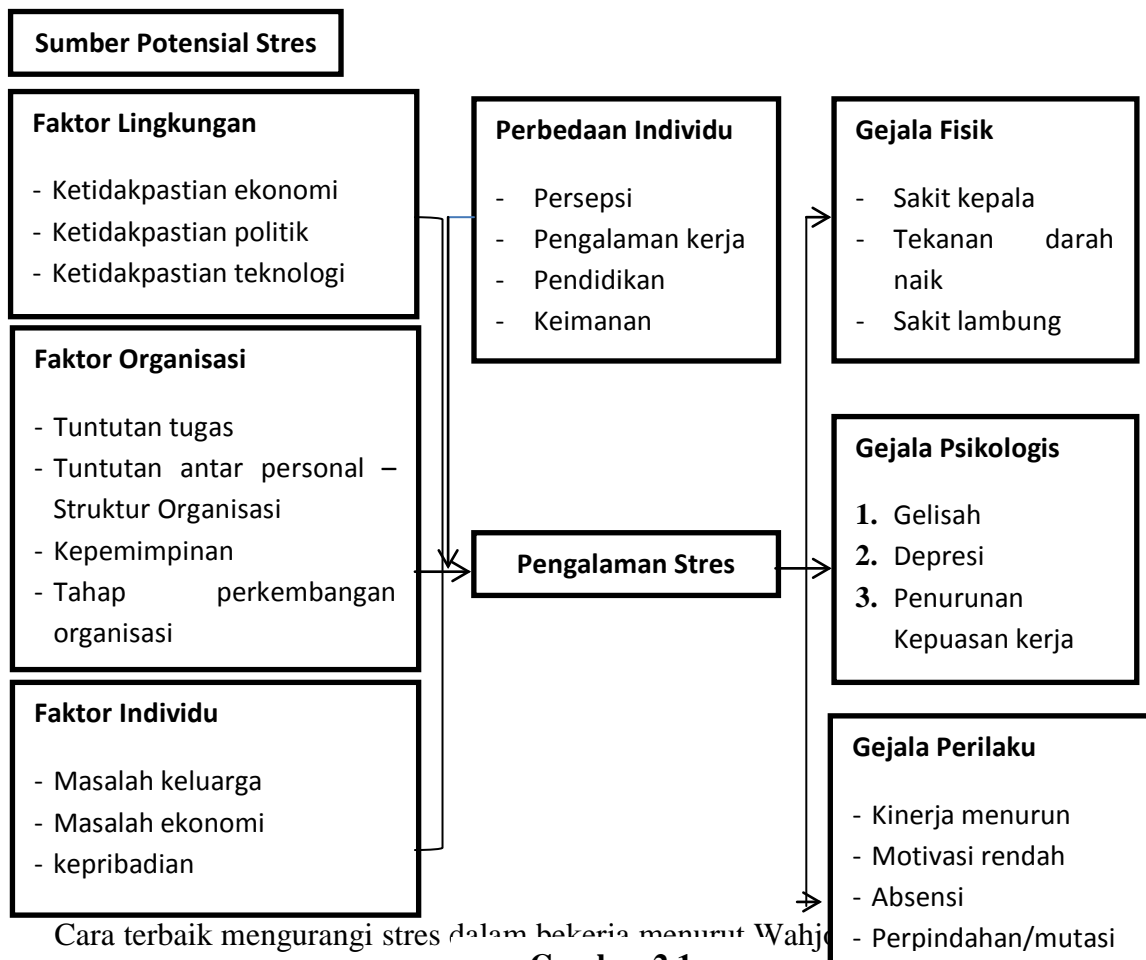 Sumber Potensial Stres
Faktor Lingkungan
- Ketidakpastian ekonomi
- Ketidakpastian politik
- Ketidakpastian teknologi
Faktor Organisasi
- Tuntutan tugas
- Tuntutan antar personal –
Struktur Organisasi
- Kepemimpinan
- Tahap perkembangan
organisasi
Faktor Individu
- Masalah keluarga
- Masalah ekonomi
- kepribadian
Perbedaan Individu
- Persepsi
- Pengalaman kerja
- Pendidikan
- Keimanan
Pengalaman Stres
Gejala Fisik
- Sakit kepala
- Tekanan darah
naik
- Sakit lambung
Gejala Psikologis
1. Gelisah
2. Depresi
3. Penurunan
Kepuasan kerja
Gejala Perilaku
- Kinerja menurun
- Motivasi rendah
- Absensi
- Perpindahan/mutasi
Cara terbaik mengurangi stres dalam bekerja menurut